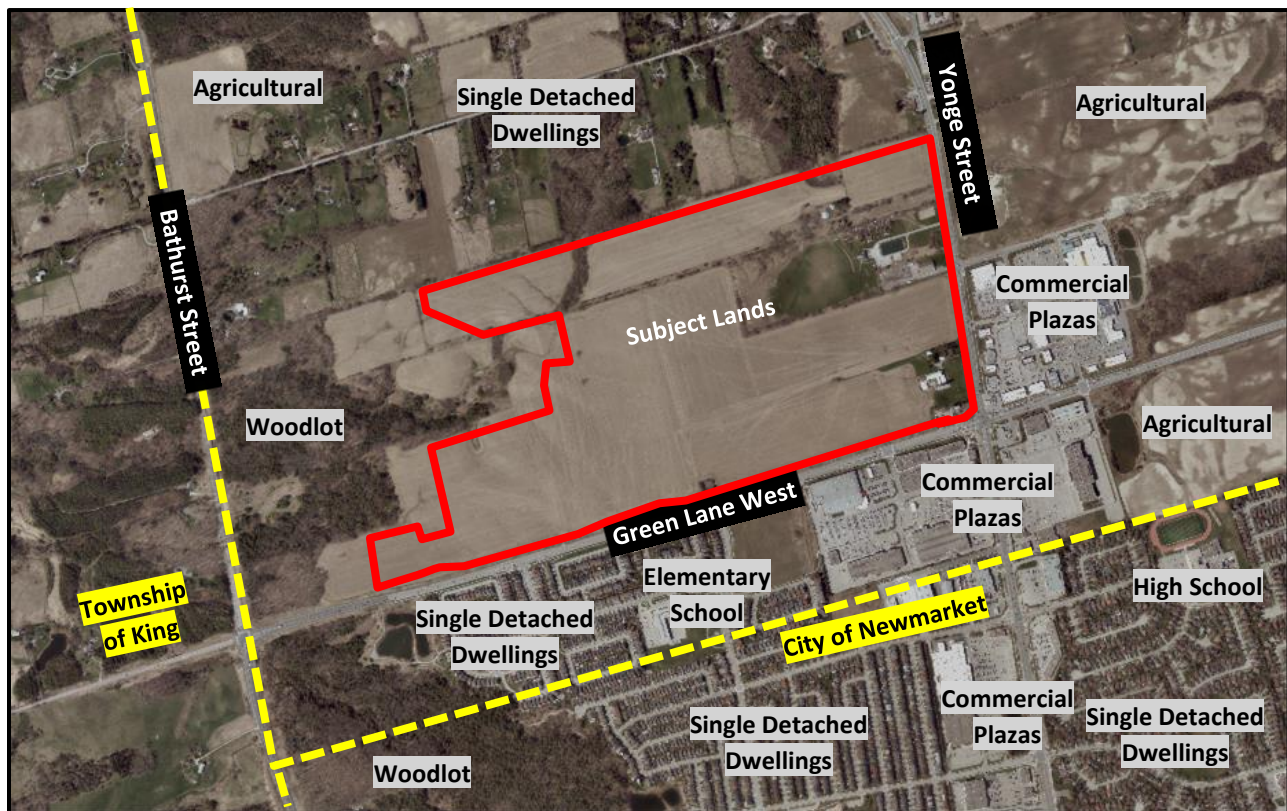 Agricultural
Single Detached
Dwellings
Yonge Street
Agricultural
Bathurst Street
Commercial
Plazas
Subject Lands
Woodlot
Agricultural
Commercial
Plazas
Green Lane West
Elementary
School
High School
Township
of King
Single Detached
Dwellings
City of Newmarket
Commercial
Plazas
Single Detached
Dwellings
Single Detached
Dwellings
Woodlot